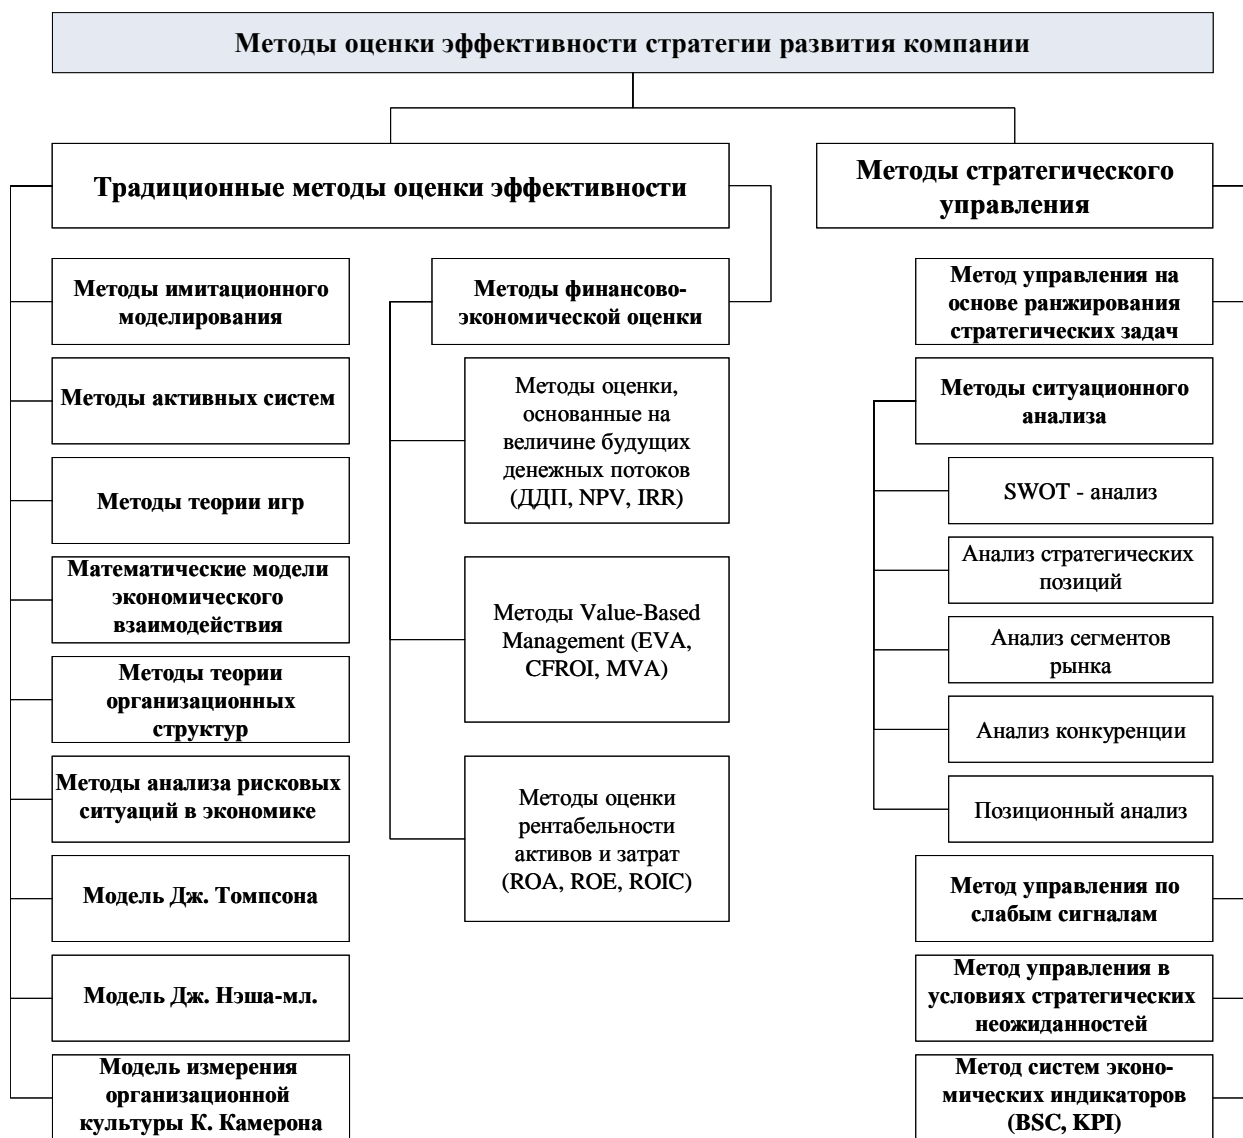 Методы оценки эффективности стратегии развития компании
Традиционные методы оценки эффективности
Методы имитационного
моделирования
Методы активных систем
Методы теории игр
Математические модели
экономического
взаимодействия
Методы теории
организационных
структур
Методы анализа рисковых
ситуаций в экономике
Модель Дж. Томпсона
Модель Дж. Нэша-мл.
Модель измерения
организационной
культуры К. Камерона
Методы финансово-
экономической оценки
Методы оценки,
основанные на
величине будущих
денежных потоков
(ДДП, NPV, IRR)
Методы Value-Based
Management (EVA,
CFROI, MVA)
Методы оценки
рентабельности
активов и затрат
(ROA, ROE, ROIC)
Методы стратегического
управления
Метод управления на
основе ранжирования
стратегических задач
Методы ситуационного
анализа
SWOT - анализ
Анализ стратегических
позиций
Анализ сегментов
рынка
Анализ конкуренции
Позиционный анализ
Метод управления по
слабым сигналам
Метод управления в
условиях стратегических
неожиданностей
Метод систем эконо-
мических индикаторов
(BSC, KPI)